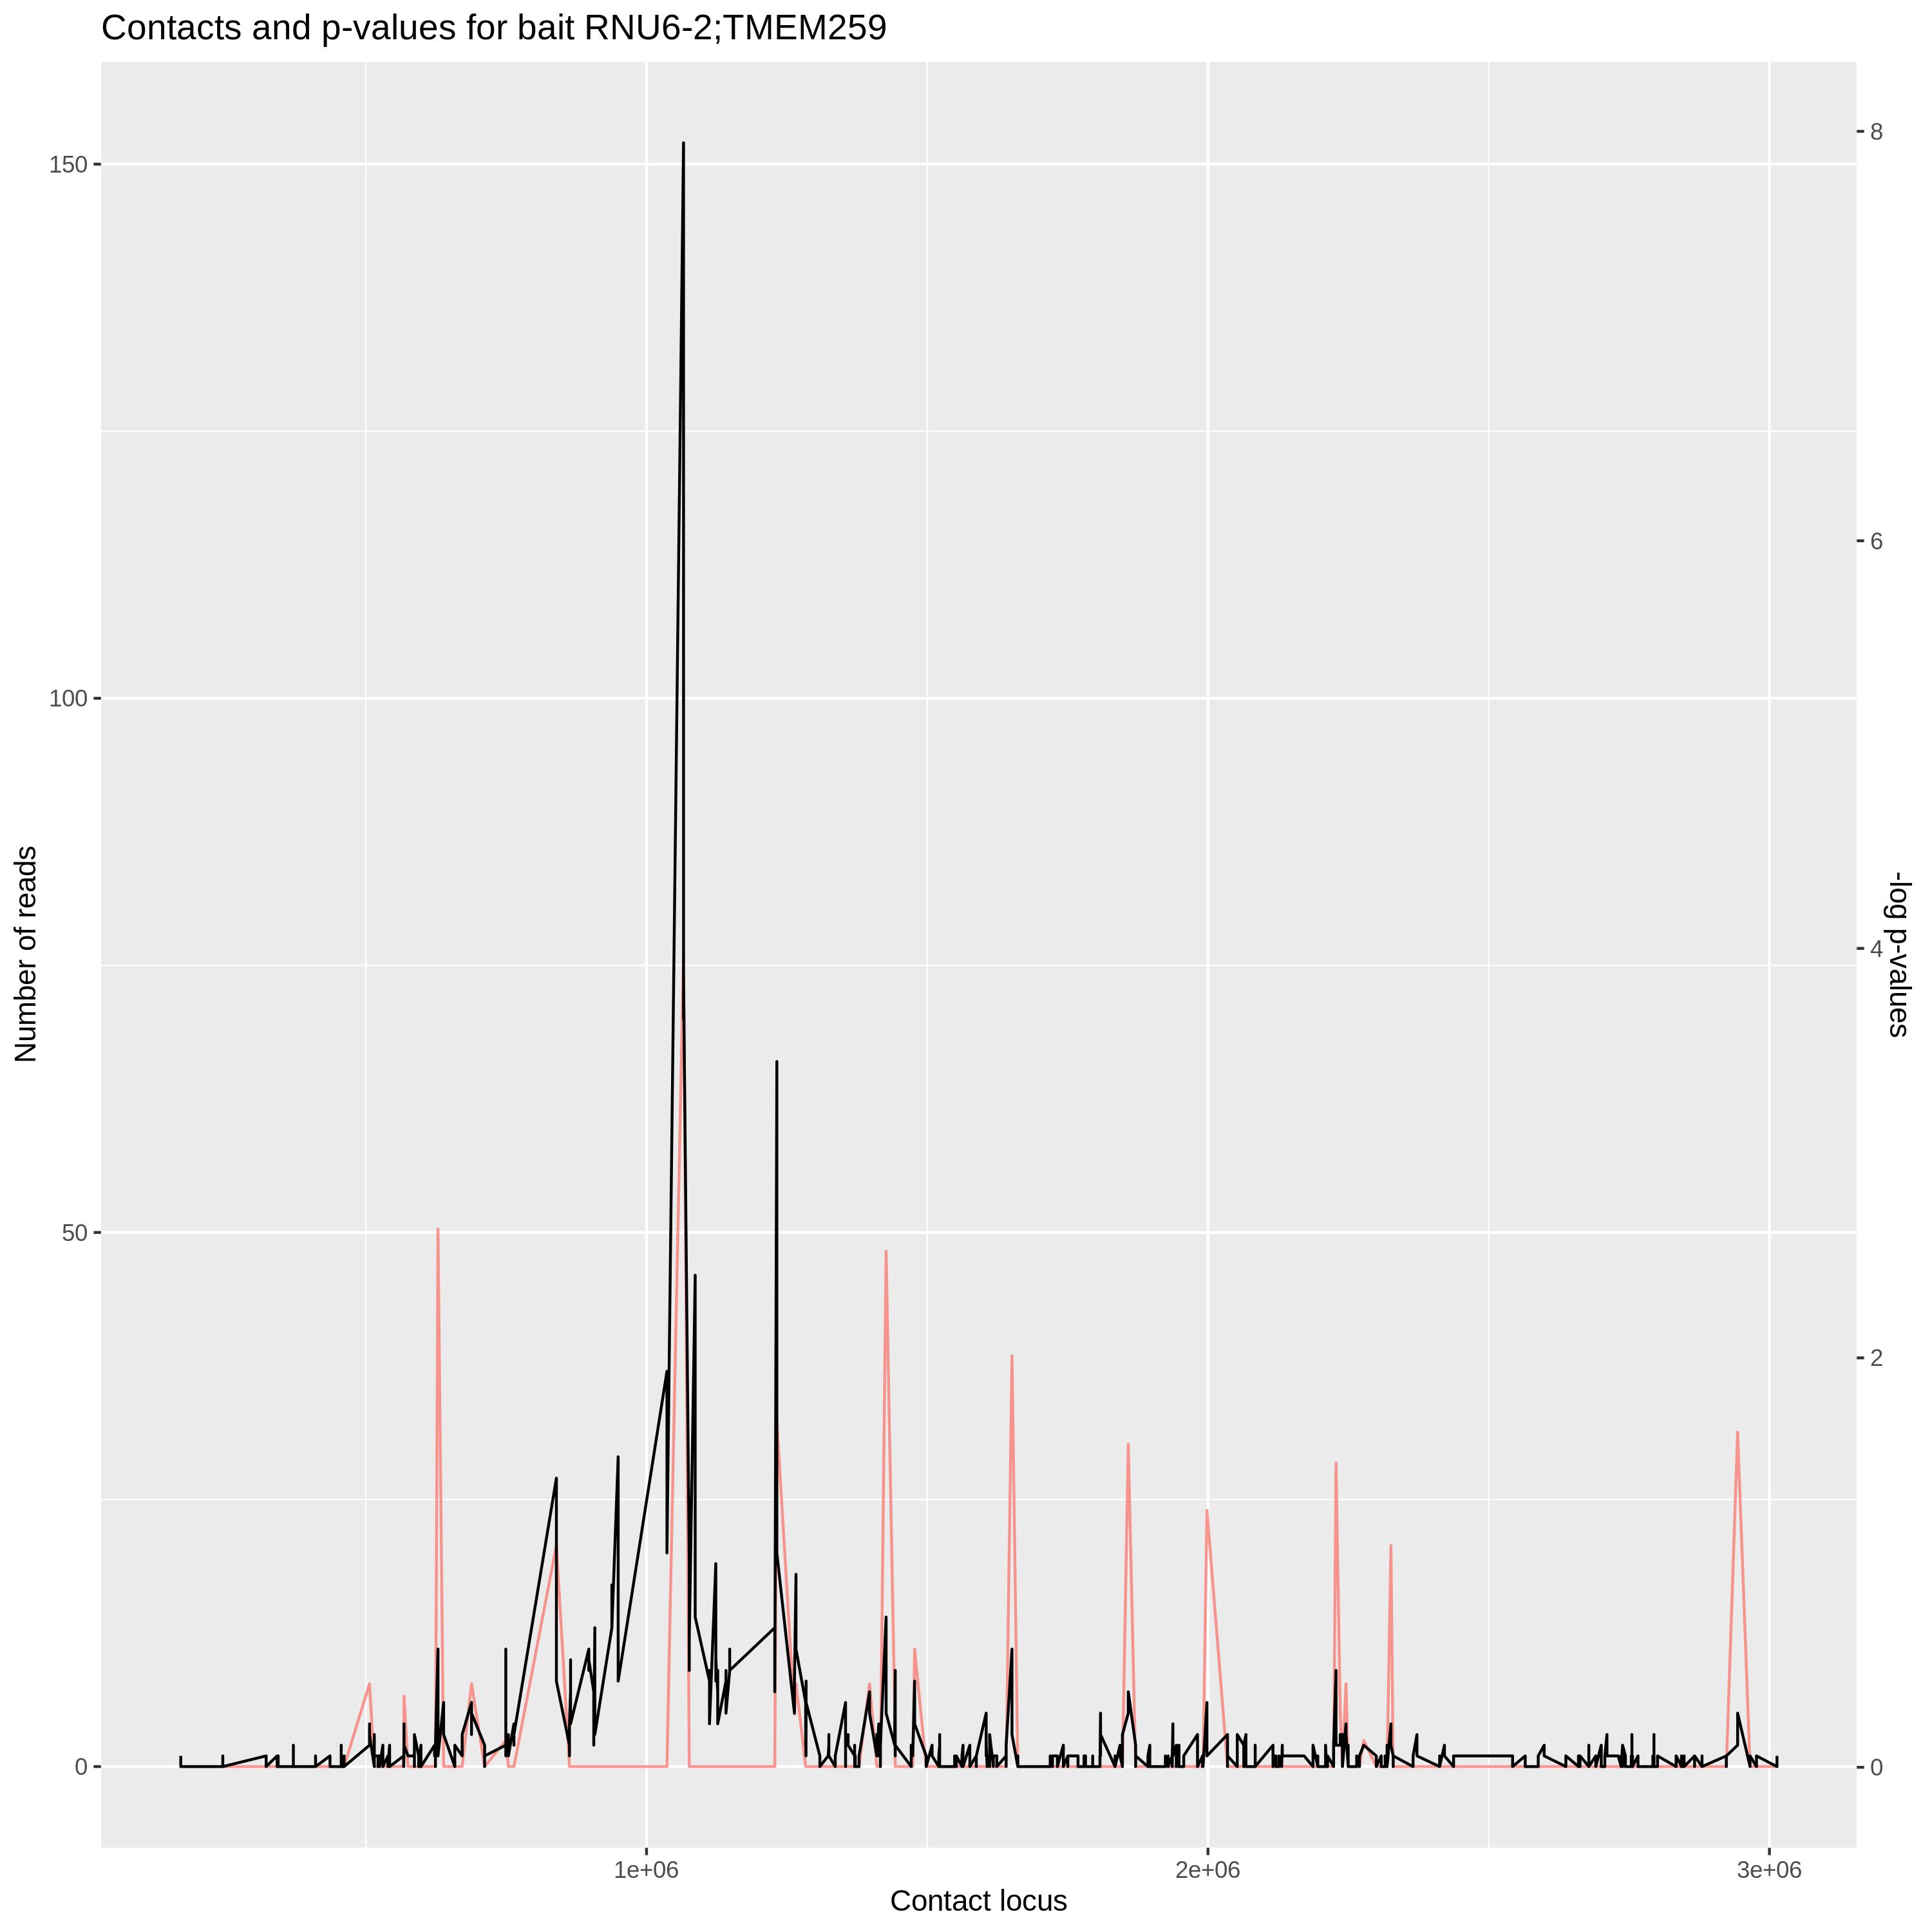 Contacts and p-values for bait RNU6-2;TMEM259
150
100
50
0
Number of reads
8
6
4
2
0
-log p-values
1e+06
2e+06
3e+06
Contact locus